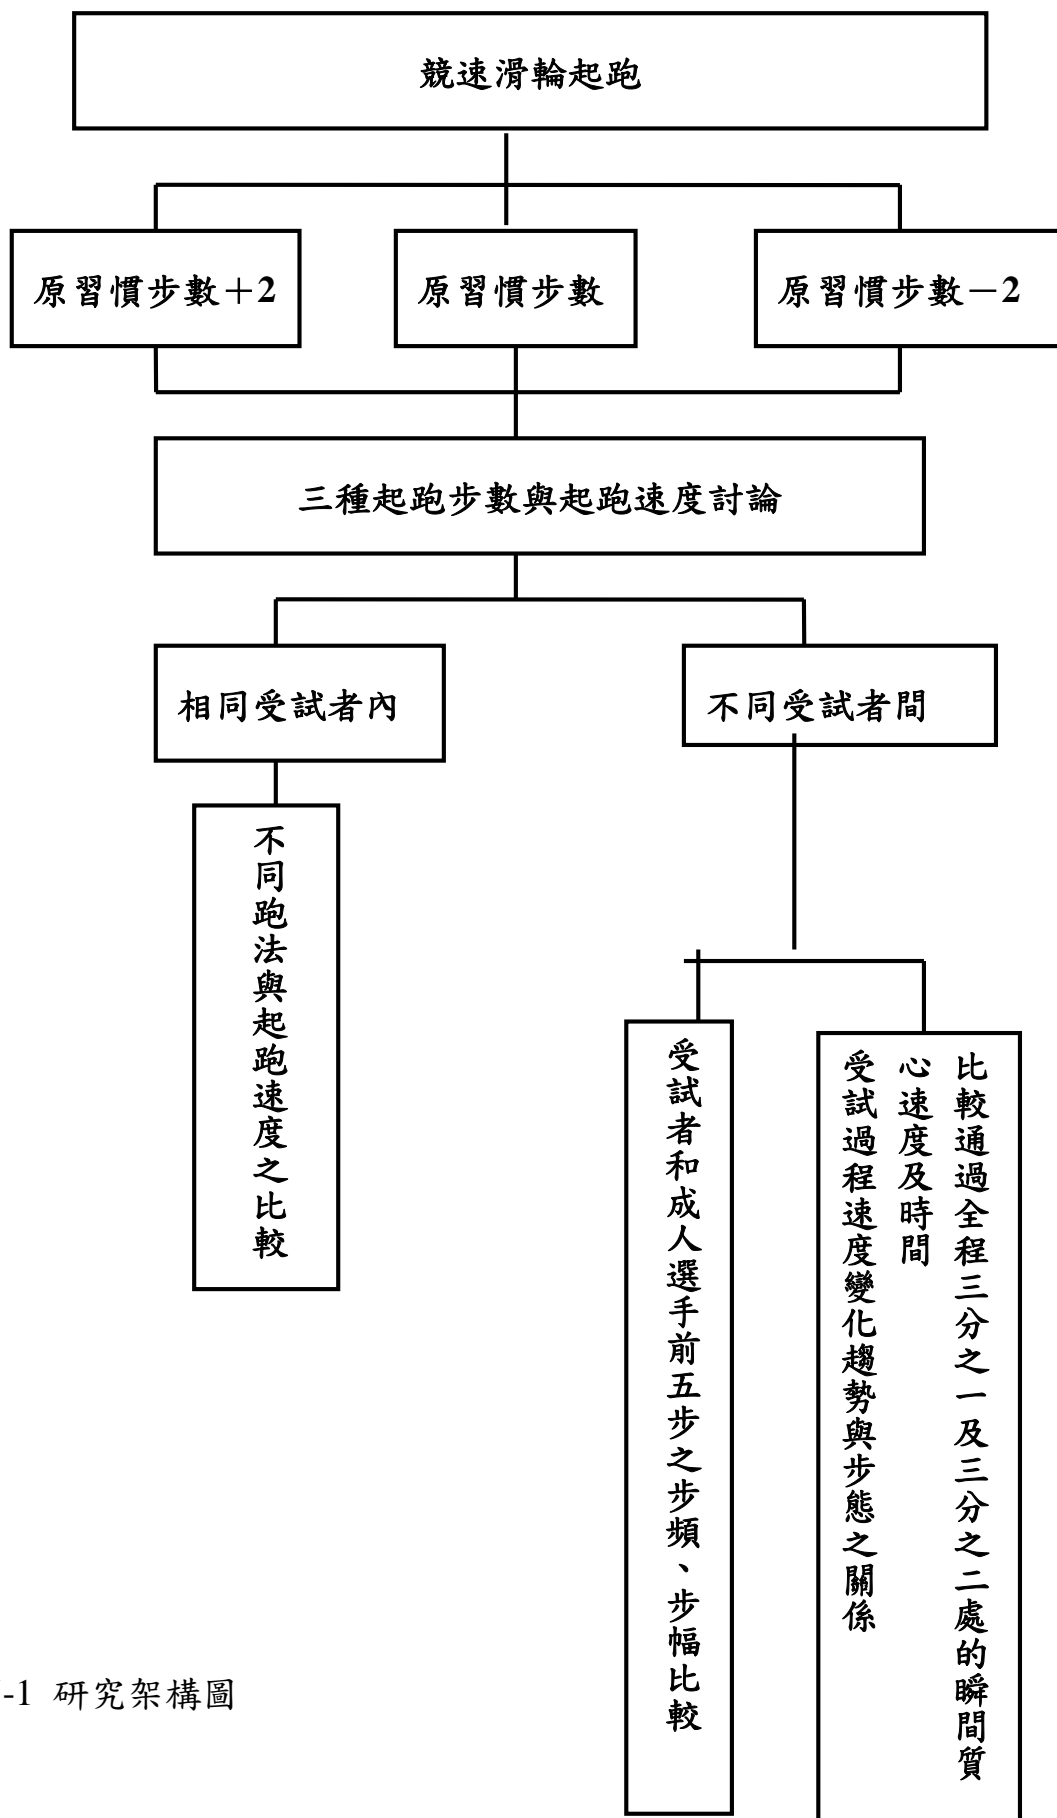 競速滑輪起跑
原習慣步數＋2
原習慣步數
原習慣步數－2
三種起跑步數與起跑速度討論
相同受試者內
不同受試者間
不同跑法與起跑速度之比較
受試者和成人選手前五步之步頻、步幅比較
比較通過全程三分之一及三分之二處的瞬間質
心速度及時間
受試過程速度變化趨勢與步態之關係
-1 研究架構圖